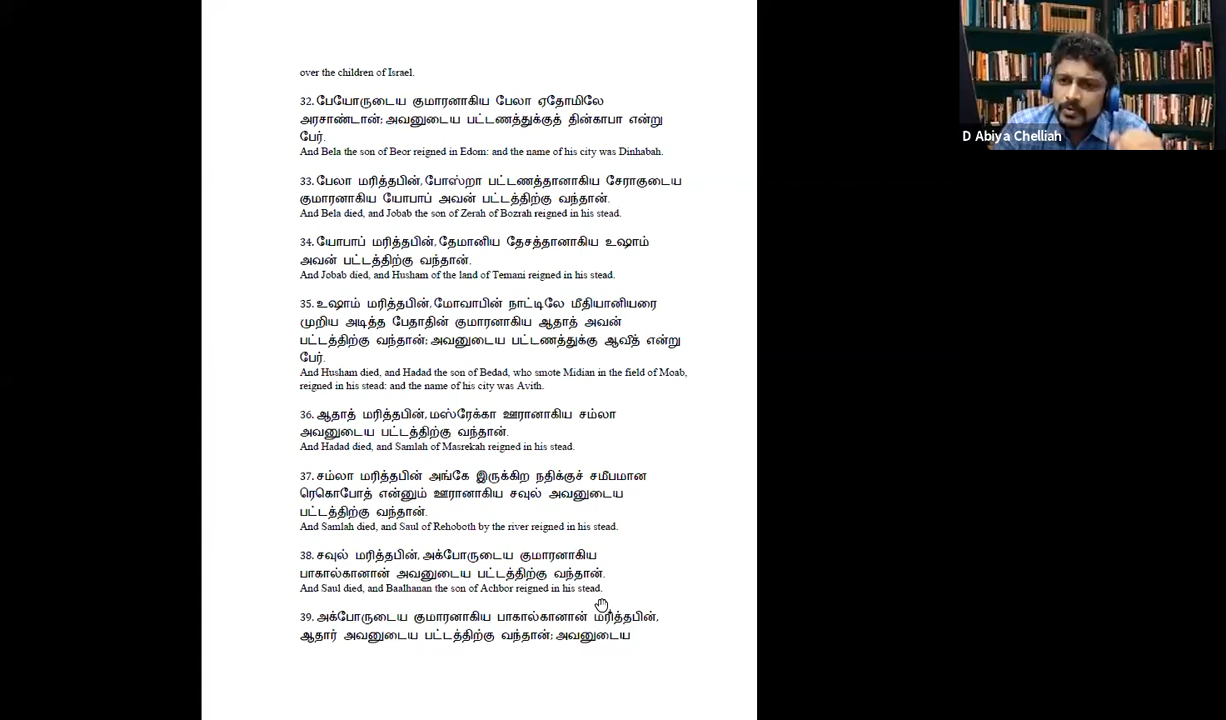 over the children of Israel.
32. பேயோருடைய குமாரனாகிய பேலா ஏதோமிலே
அரசாண்டான்; அவனுடைய பட்டணத்துக்குத் தின்காபா என்று
பேர்.
And Bela the son of Beor reigned in Edom: and the name of his city was Dinhabah.
33. பேலா மரித்தபின், போஸ்றா பட்டணத்தானாகிய சேராகுடைய
குமாரனாகிய யோபாப் அவன் பட்டத்திற்கு வந்தான்.
And Bela died, and Jobab the son of Zerah of Bozrah reigned in his stead.
34. யோபாப் மரித்தபின், தேமானிய தேசத்தானாகிய உஷாம்
அவன் பட்டத்திற்கு வந்தான்.
And Jobab died, and Husham of the land of Temani reigned in his stead.
35. உஷாம் மரித்தபின், மோவாபின் நாட்டிலே மீதியானியரை
முறிய அடித்த பேதாதின் குமாரனாகிய ஆதாத் அவன்
பட்டத்திற்கு வந்தான்; அவனுடைய பட்டணத்துக்கு ஆவீத் என்று
பேர்.
And Husham died, and Hadad the son of Bedad, who smote Midian in the field of Moab,
reigned in his stead: and the name of his city was Avith.
36. ஆதாத் மரித்தபின், மஸ்ரேக்கா ஊரானாகிய சம்லா
அவனுடைய பட்டத்திற்கு வந்தான்.
And Hadad died, and Samlah of Masrekah reigned in his stead.
37. சம்லா மரித்தபின் அங்கே இருக்கிற நதிக்குச் சமீபமான
ரெகொபோத் என்னும் ஊரானாகிய சவுல் அவனுடைய
பட்டத்திற்கு வந்தான்.
And Samlah died, and Saul of Rehoboth by the river reigned in his stead.
38. சவுல் மரித்தபின், அக்போருடைய குமாரனாகிய
பாகால்கானான் அவனுடைய பட்டத்திற்கு வந்தான்.
And Saul died, and Baalhanan the son of Achbor reigned in his stead.
39. அக்போருடைய குமாரனாகிய பாகால்கானான் மரித்தபின்,
ஆதார் அவனுடைய பட்டத்திற்கு வந்தான்; அவனுடைய
D Abiya Chelliah